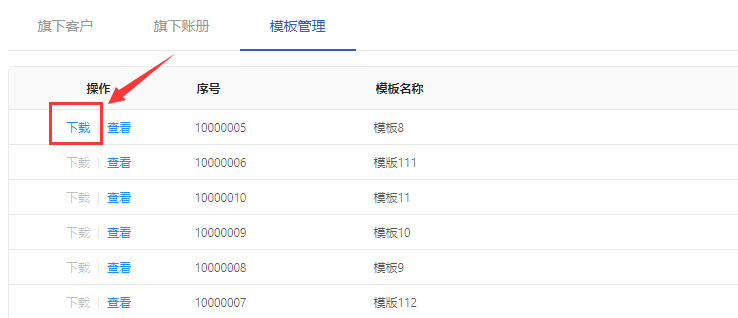 旗下客户 旗下账册 模板管理
操作 序号 模板名称
下载 查看 10000005 模板8
下载 查看 10000006 模版111
下载 查看 10000010 模板11
下载 查看 10000009 模板10
下载 查看 10000008 模板9
下载 查看 10000007 模版112